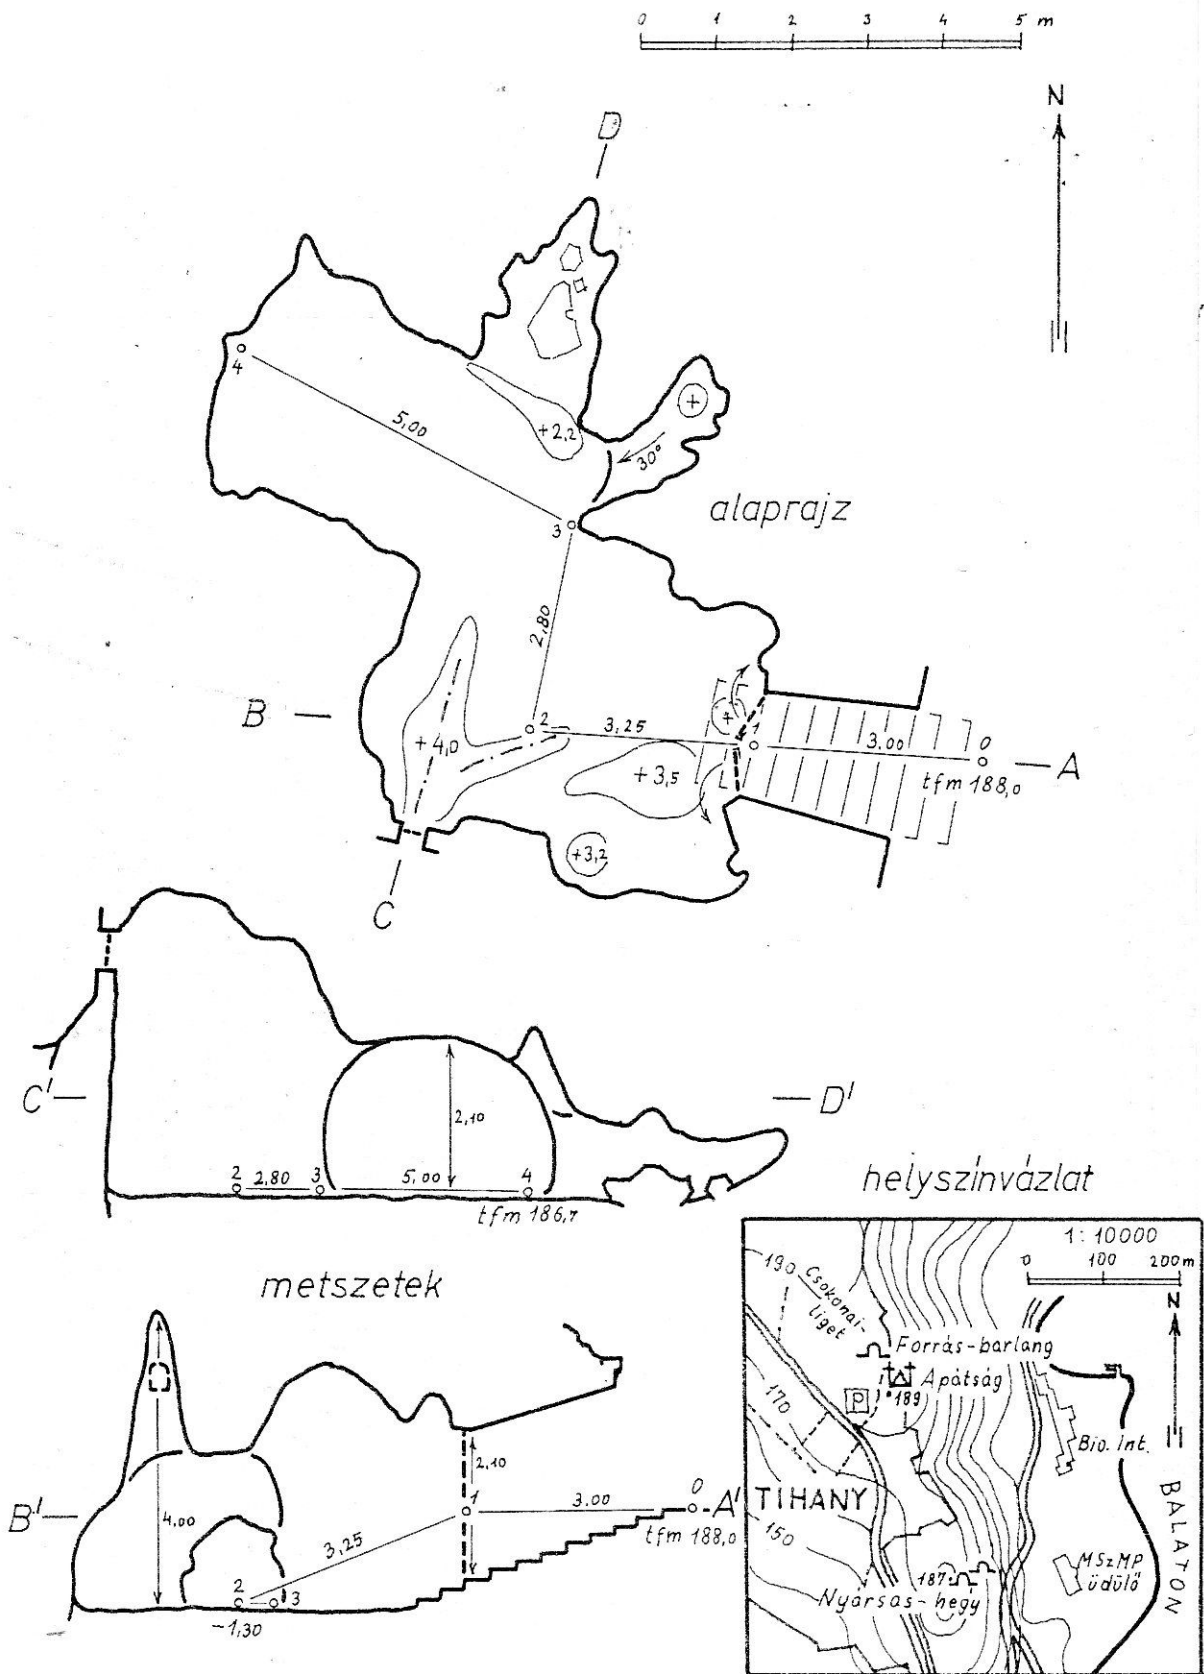 0 1 2 3 4 5 m
N
D
4
5,00
+2,2
+
30°
3
alaprajz
2,80
B
2
3,25
+
1
3.00
0
A
+4,0
+3,5
tfm 188,0
+3,2
C
C'
2,10
D'
2 2,80 3 5,00 4
tfm 186,7
helyszínvázlat
metszetek
4,00
2,10
B'
1
3.00
0
A'
3,25
tfm 188,0
2
3
-1,30
1:10000
0 100 200m
N
190
Csokonai-
liget
Forrás-barlang
Apátság
170
P
189
Bio. Int.
TIHANY
150
187
MSzMP
üdülő
Nyársas-hegy
BALATON